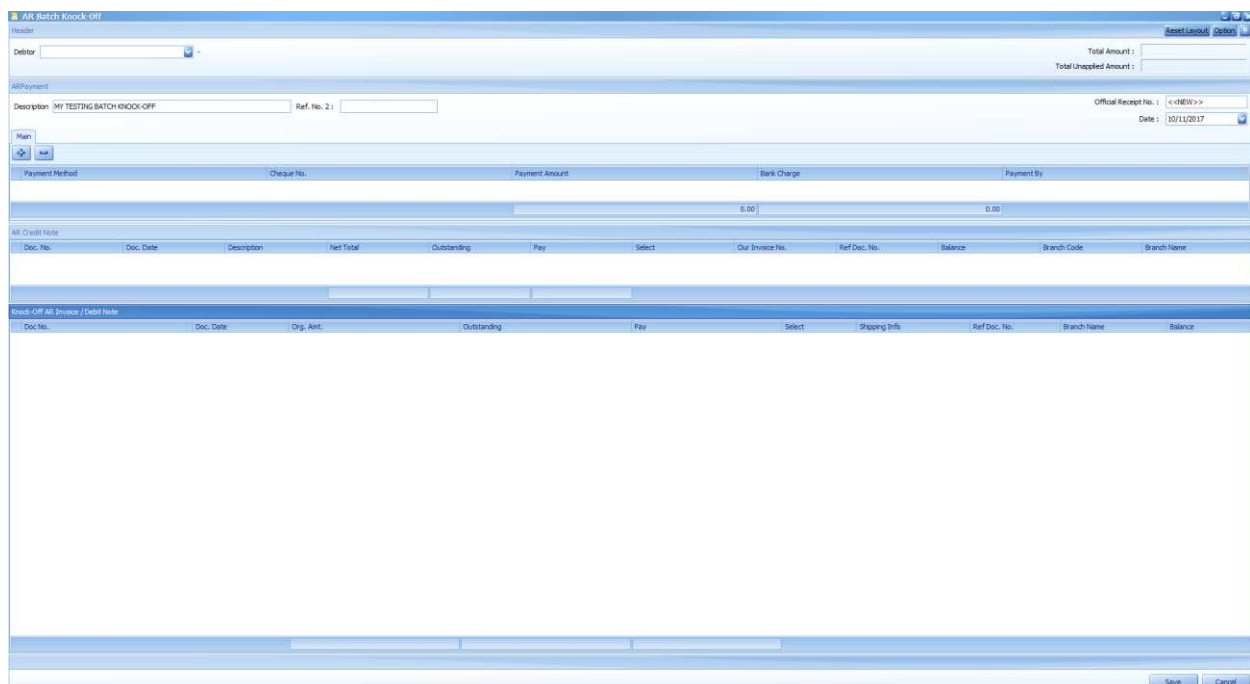 AR Batch Knock-Off
Header
Reset Layout Option
Debtor -
Total Amount :
Total Unapplied Amount :
ARPayment
Description MY TESTING BATCH KNOCK-OFF Ref. No. 2 : Official Receipt No. : <<NEW>>
Date : 10/11/2017
Main
Payment Method Cheque No. Payment Amount Bank Charge Payment By
0.00 0.00
AR Credit Note
Doc. No. Doc. Date Description Net Total Outstanding Pay Select Our Invoice No. Ref Doc. No. Balance Branch Code Branch Name
Knock-Off AR Invoice / Debit Note
Doc No. Doc. Date Org. Amt. Outstanding Pay Select Shipping Info Ref Doc. No. Branch Name Balance
Save Cancel